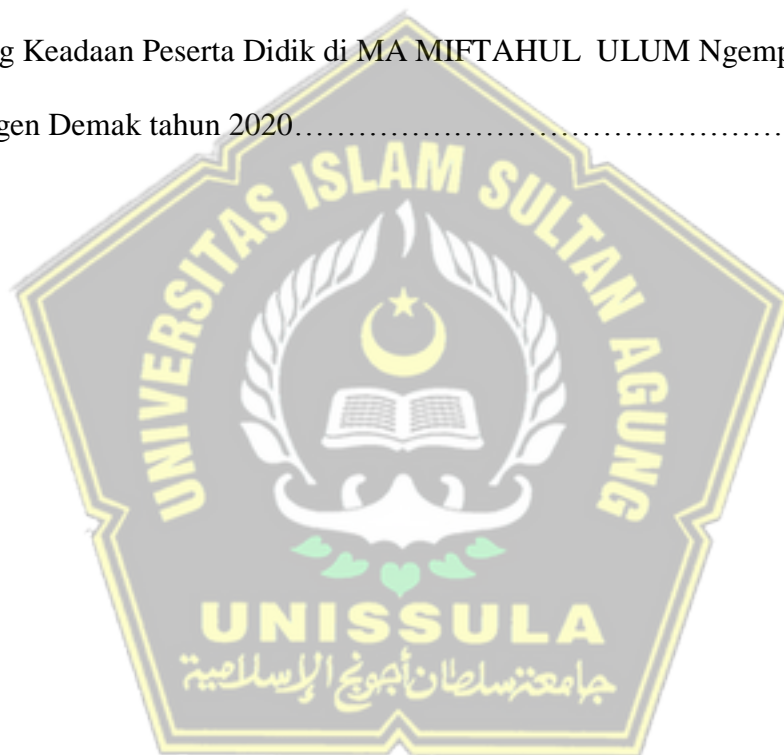 g Keadaan Peserta Didik di MA MIFTAHUL ULUM Ngemp
gen Demak tahun 2020……………………………………
UNIVERSITAS ISLAM SULTAN AGUNG
UNISSULA
جامعة سلطان أجونج الإسلامية